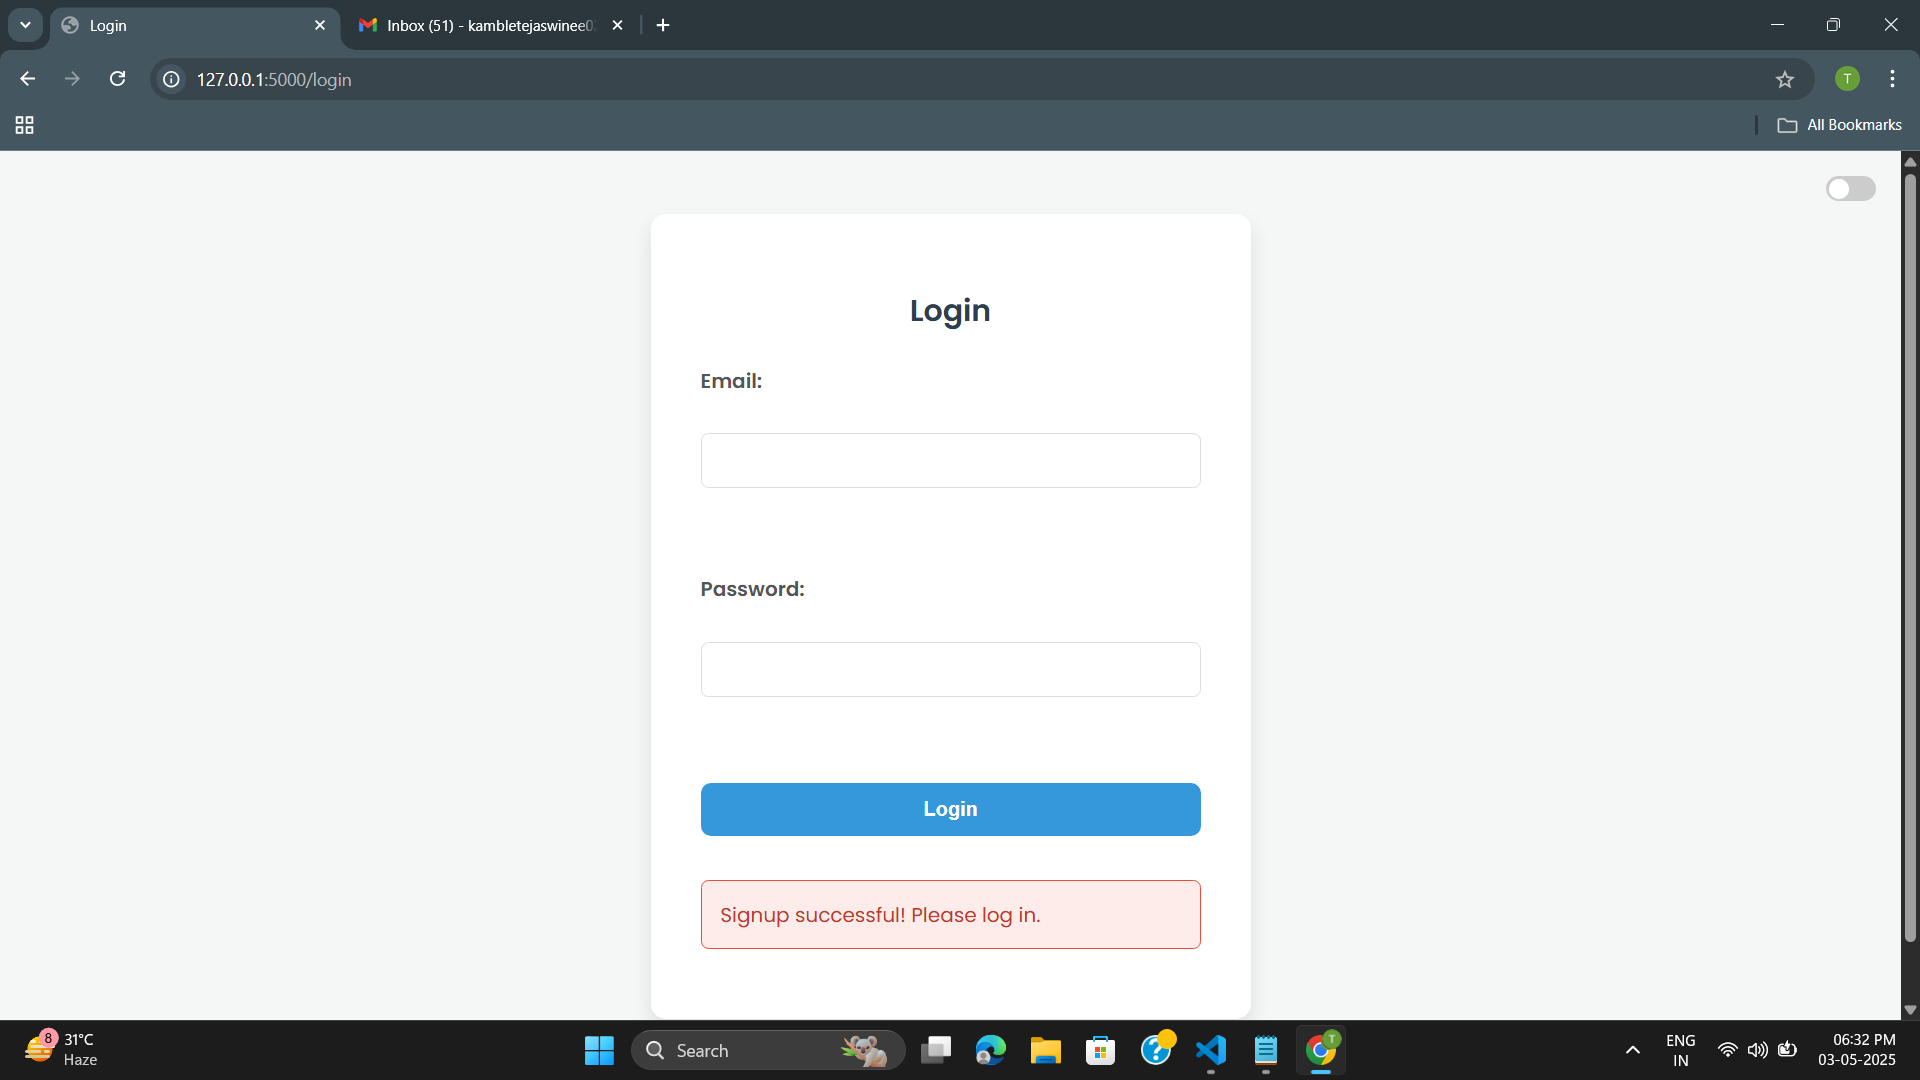 Login
Inbox (51) - kambletejaswinee0
127.0.0.1:5000/login
T
All Bookmarks
Login
Email:
Password:
Login
Signup successful! Please log in.
8
31°C
Haze
Search
T
ENG
IN
06:32 PM
03-05-2025